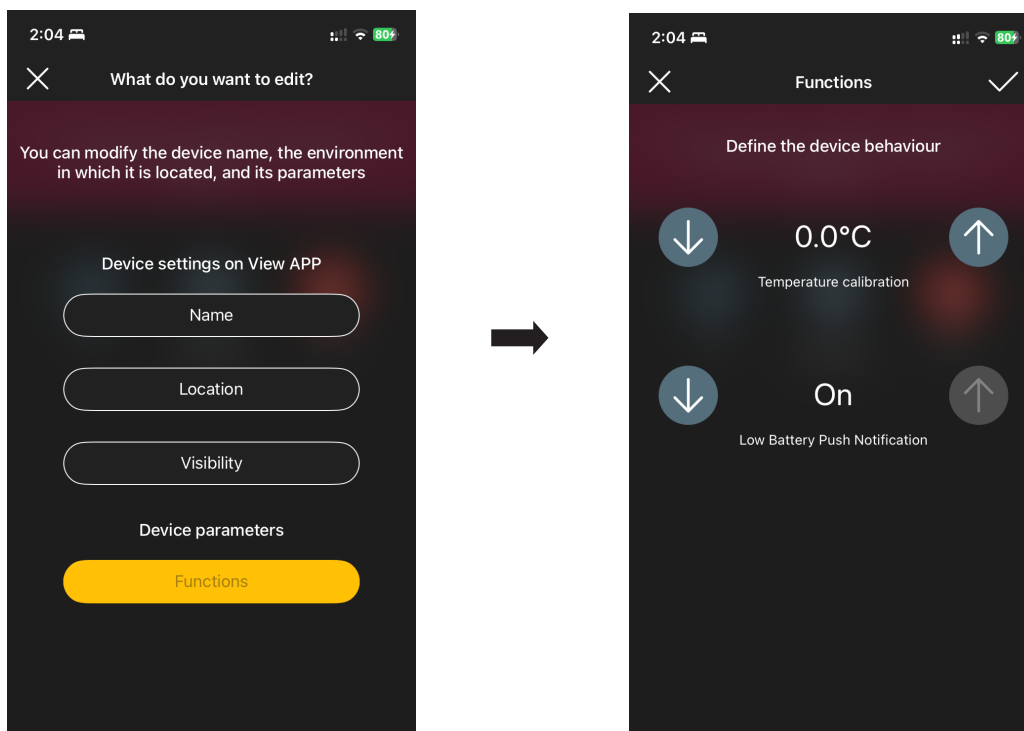 2:04
80
What do you want to edit?
You can modify the device name, the environment
in which it is located, and its parameters
Device settings on View APP
Name
Location
Visibility
Device parameters
Functions
2:04
80
Functions
Define the device behaviour
0.0°C
Temperature calibration
On
Low Battery Push Notification